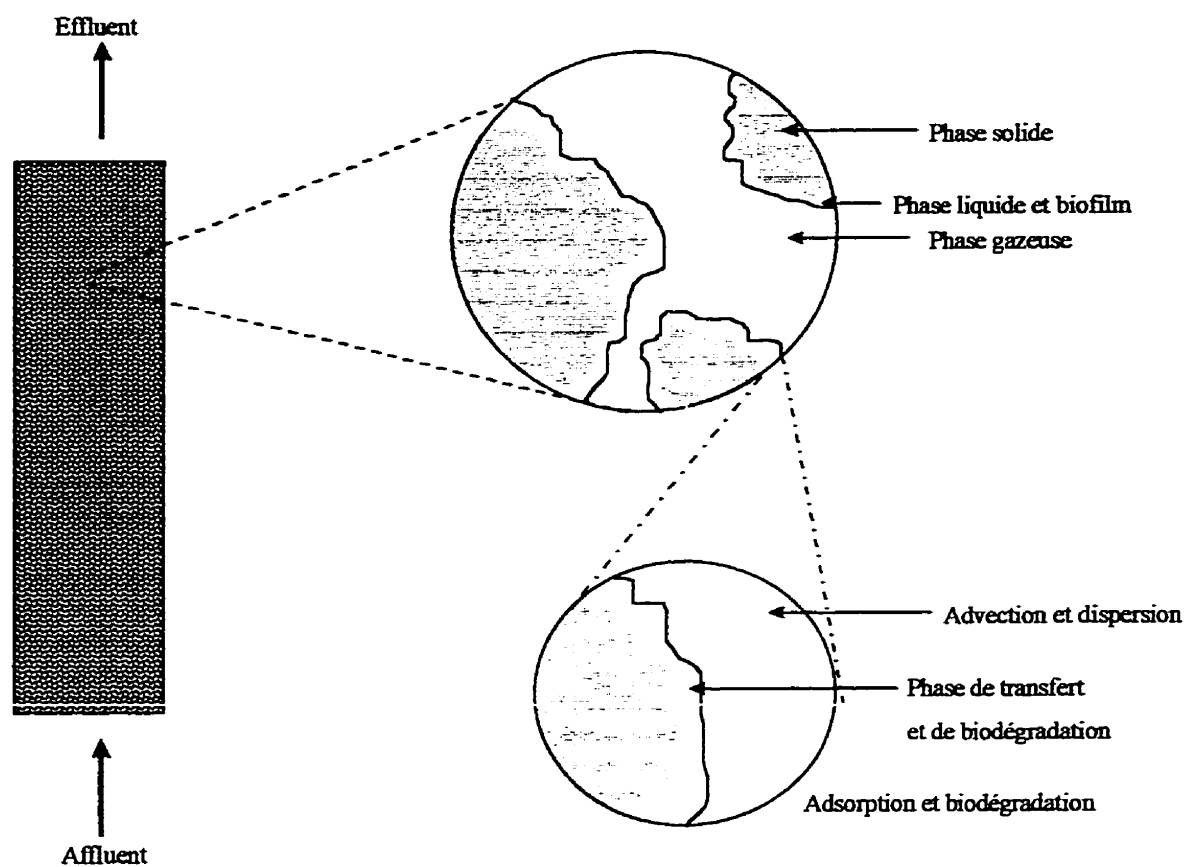 Effluent
Phase solide
Phase liquide et biofilm
Phase gazeuse
Advection et dispersion
Phase de transfert
et de biodégradation
Adsorption et biodégradation
Affluent